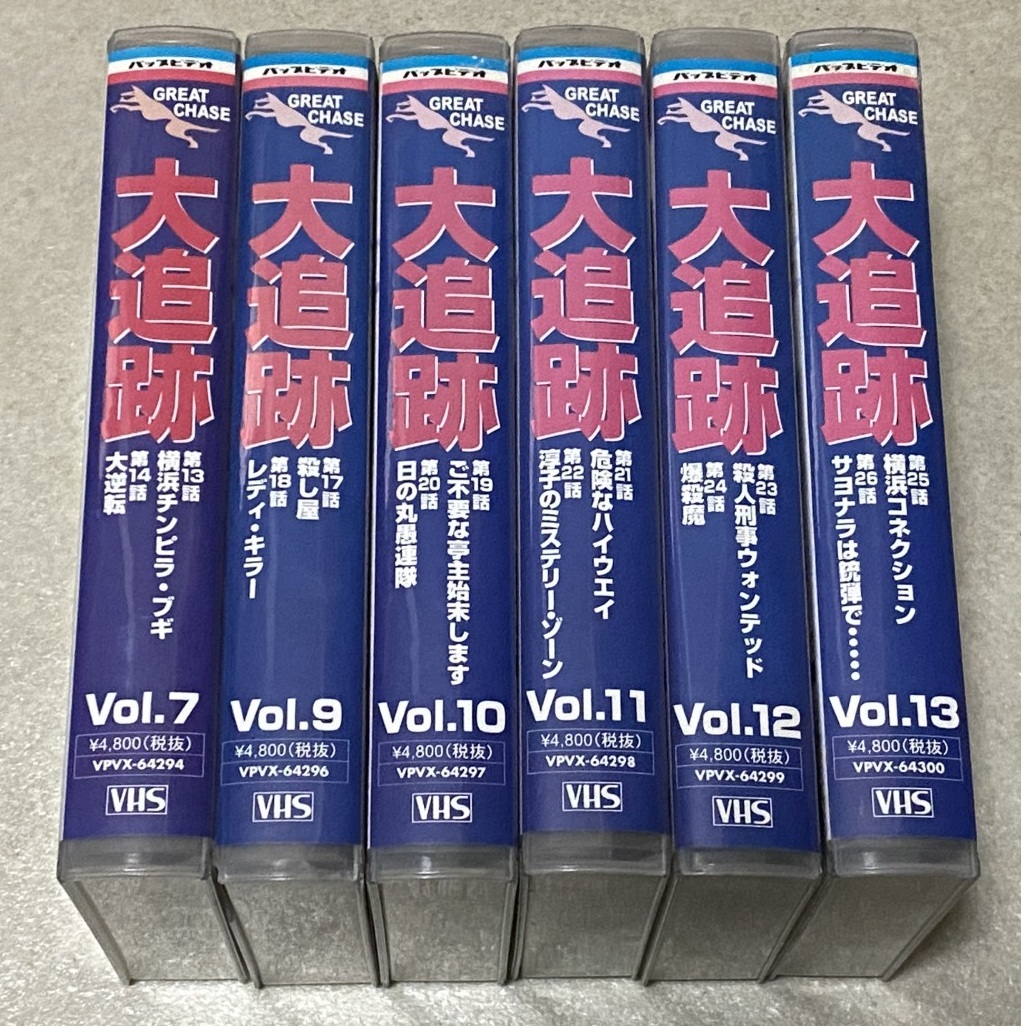 バップビデオ
GREAT
CHASE
大追跡
第13話
横浜チンピラ・ブギ
第14話
大逆転
Vol.7
¥4,800(税抜)
VPVX-64294
VHS
バップビデオ
GREAT
CHASE
大追跡
第17話
殺し屋
第18話
レディ・キラー
Vol.9
¥4,800(税抜)
VPVX-64296
VHS
バップビデオ
GREAT
CHASE
大追跡
第19話
ご不要な亭主始末します
第20話
日の丸愚連隊
Vol.10
¥4,800(税抜)
VPVX-64297
VHS
バップビデオ
GREAT
CHASE
大追跡
第21話
危険なハイウエイ
第22話
淳子のミステリー・ゾーン
Vol.11
¥4,800(税抜)
VPVX-64298
VHS
バップビデオ
GREAT
CHASE
大追跡
第23話
殺人刑事ウォンテッド
第24話
爆殺魔
Vol.12
¥4,800(税抜)
VPVX-64299
VHS
バップビデオ
GREAT
CHASE
大追跡
第25話
横浜コネクション
第26話
サヨナラは銃弾で……
Vol.13
¥4,800(税抜)
VPVX-64300
VHS